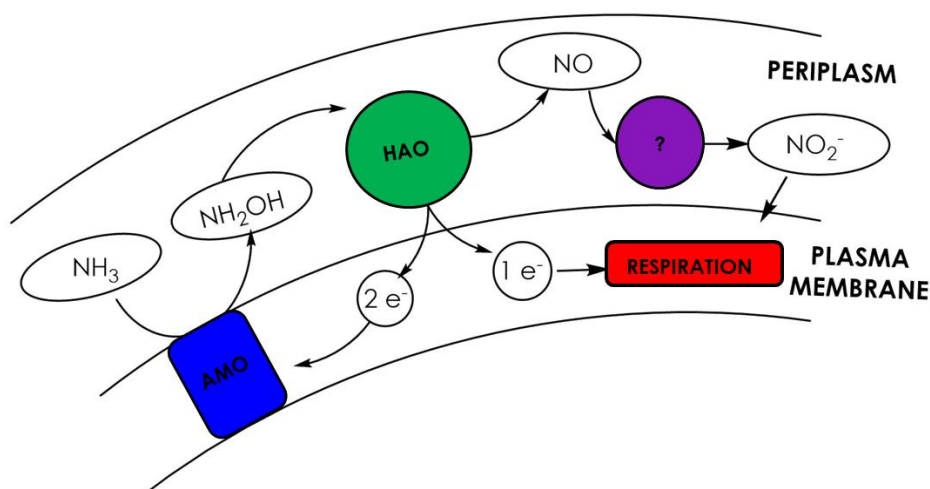 NO
PERIPLASM
HAO
?
NO₂⁻
NH₂OH
NH₃
2 e⁻
1 e⁻
RESPIRATION
PLASMA
MEMBRANE
AMO